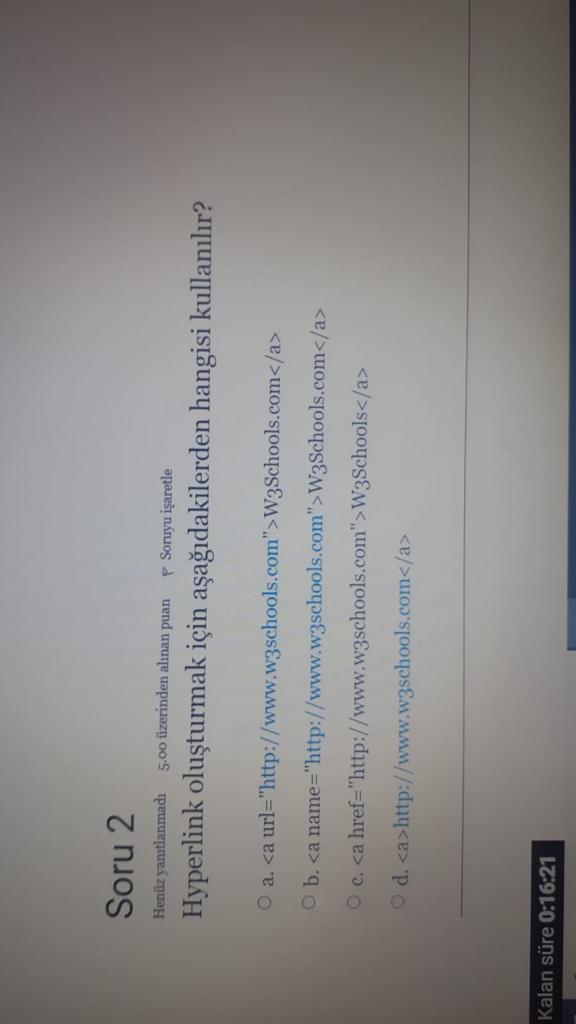 Soru 2
Henüz yanıtlanmadı 5.00 üzerinden alınan puan Soruyu işaretle
Hyperlink oluşturmak için aşağıdakilerden hangisi kullanılır?
a. <a url="http://www.w3schools.com">W3Schools.com</a>
b. <a name="http://www.w3schools.com">W3Schools.com</a>
c. <a href="http://www.w3schools.com">W3Schools</a>
d. <a>http://www.w3schools.com</a>
Kalan süre 0:16:21